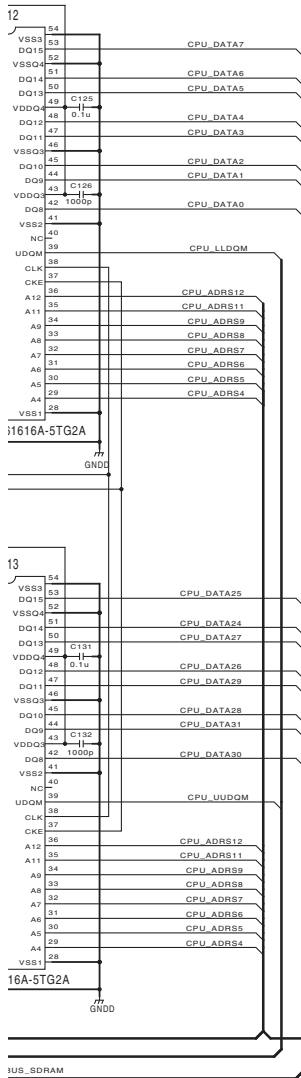 12
54
VSS3
53
DQ15 CPU_DATA7
52
VSSQ4
51
DQ14 CPU_DATA6
50
DQ13 CPU_DATA5
49
VDDQ4 C125
0.1u
48
DQ12 CPU_DATA4
47
DQ11 CPU_DATA3
46
VSSQ3
45
DQ10 CPU_DATA2
44
DQ9 CPU_DATA1
43
VDDQ3 C126
1000p
42
DQ8 CPU_DATA0
41
VSS2
40
NC
39
UDQM CPU_LLDQM
38
CLK
37
CKE
36
A12 CPU_ADRS12
35
A11 CPU_ADRS11
34
A9 CPU_ADRS9
33
A8 CPU_ADRS8
32
A7 CPU_ADRS7
31
A6 CPU_ADRS6
30
A5 CPU_ADRS5
29
A4 CPU_ADRS4
28
VSS1
61616A-5TG2A
GNDD
13
54
VSS3
53
DQ15 CPU_DATA25
52
VSSQ4
51
DQ14 CPU_DATA24
50
DQ13 CPU_DATA27
49
VDDQ4 C131
0.1u
48
DQ12 CPU_DATA26
47
DQ11 CPU_DATA29
46
VSSQ3
45
DQ10 CPU_DATA28
44
DQ9 CPU_DATA31
43
VDDQ3 C132
1000p
42
DQ8 CPU_DATA30
41
VSS2
40
NC
39
UDQM CPU_UUDQM
38
CLK
37
CKE
36
A12 CPU_ADRS12
35
A11 CPU_ADRS11
34
A9 CPU_ADRS9
33
A8 CPU_ADRS8
32
A7 CPU_ADRS7
31
A6 CPU_ADRS6
30
A5 CPU_ADRS5
29
A4 CPU_ADRS4
28
VSS1
16A-5TG2A
GNDD
BUS_SDRAM